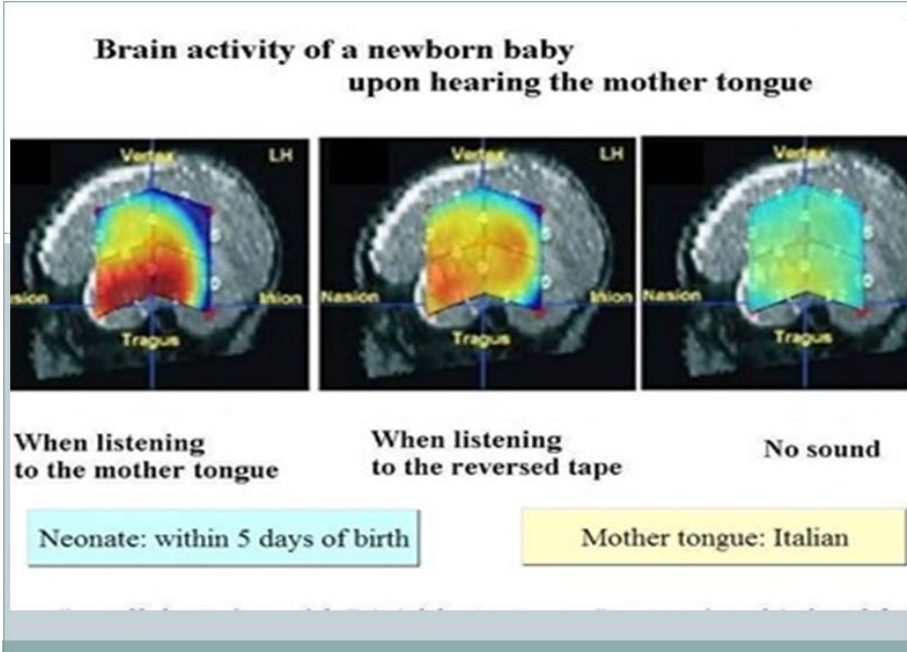 Brain activity of a newborn baby
upon hearing the mother tongue
Vertex LH
Vertex LH
Vertex
sion Inion
Nasion Inion
Nasion
Tragus
Tragus
Tragus
When listening
to the mother tongue
When listening
to the reversed tape
No sound
Neonate: within 5 days of birth
Mother tongue: Italian